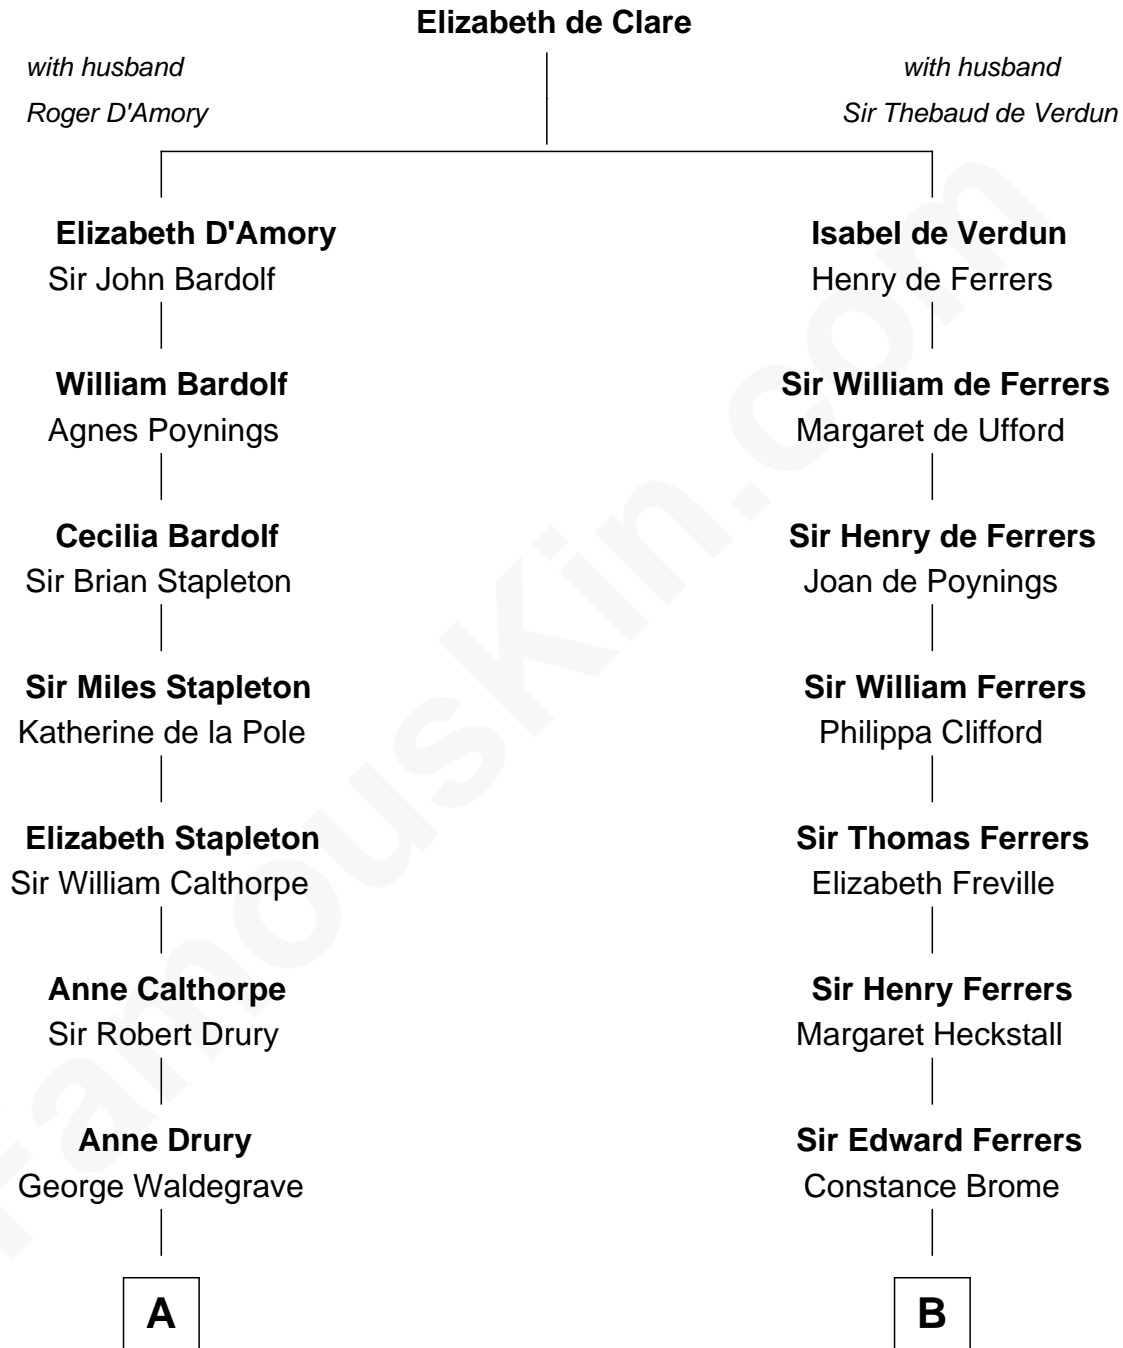 Elizabeth de Clare
with husband
Roger D'Amory
with husband
Sir Thebaud de Verdun
Elizabeth D'Amory
Sir John Bardolf
William Bardolf
Agnes Poynings
Cecilia Bardolf
Sir Brian Stapleton
Sir Miles Stapleton
Katherine de la Pole
Elizabeth Stapleton
Sir William Calthorpe
Anne Calthorpe
Sir Robert Drury
Anne Drury
George Waldegrave
A
Isabel de Verdun
Henry de Ferrers
Sir William de Ferrers
Margaret de Ufford
Sir Henry de Ferrers
Joan de Poynings
Sir William Ferrers
Philippa Clifford
Sir Thomas Ferrers
Elizabeth Freville
Sir Henry Ferrers
Margaret Heckstall
Sir Edward Ferrers
Constance Brome
B
FamousKin.com